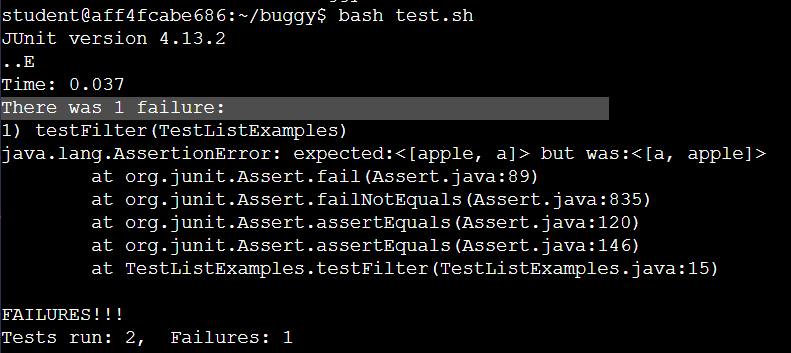 student@aff4fcabe686:~/buggy$ bash test.sh
JUnit version 4.13.2
..E
Time: 0.037
There was 1 failure:
1) testFilter(TestListExamples)
java.lang.AssertionError: expected:<[apple, a]> but was:<[a, apple]>
        at org.junit.Assert.fail(Assert.java:89)
        at org.junit.Assert.failNotEquals(Assert.java:835)
        at org.junit.Assert.assertEquals(Assert.java:120)
        at org.junit.Assert.assertEquals(Assert.java:146)
        at TestListExamples.testFilter(TestListExamples.java:15)

FAILURES!!!
Tests run: 2,  Failures: 1